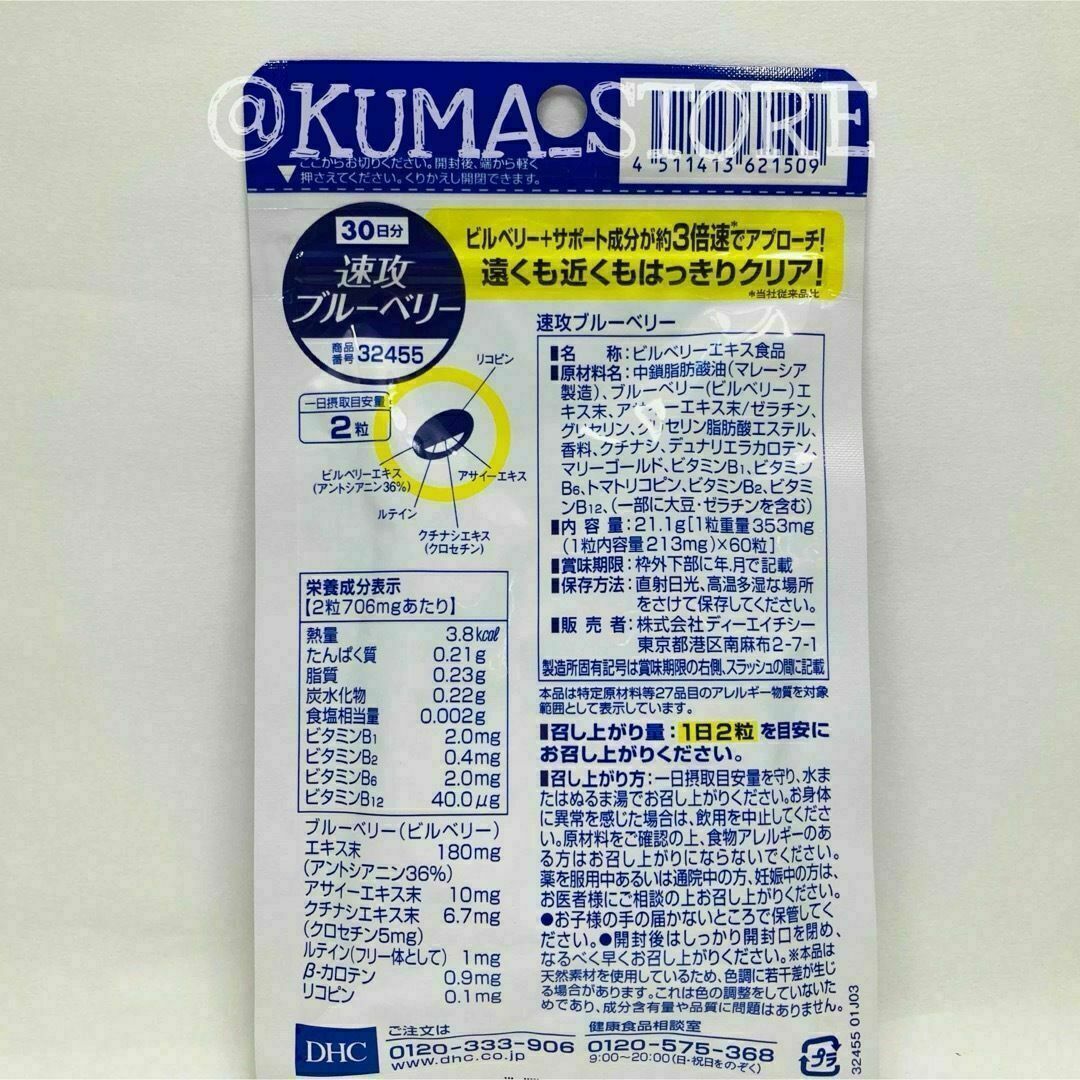 @KUMA_STORE
4 511413 621509
ここからお切りください。開封後、端から軽く
押さえてください。くりかえし開閉できます。
30日分
速攻
ブルーベリー
商品番号 32455
ビルベリー+サポート成分が約3倍速*でアプローチ!
遠くも近くもはっきりクリア!
*当社従来品比
一日摂取目安量
2粒
リコピン
ビルベリーエキス
(アントシアニン36%)
アサイーエキス
ルテイン
クチナシエキス
(クロセチン)
速攻ブルーベリー
■名 称:ビルベリーエキス食品
■原材料名:中鎖脂肪酸油(マレーシア
製造)、ブルーベリー(ビルベリー)エ
キス末、アサイーエキス末/ゼラチン、
グリセリン、グリセリン脂肪酸エステル、
香料、クチナシ、デュナリエラカロテン、
マリーゴールド、ビタミンB1、ビタミン
B6、トマトリコピン、ビタミンB2、ビタミ
ンB12、(一部に大豆・ゼラチンを含む)
■内容量:21.1g[1粒重量353mg
(1粒内容量213mg)×60粒]
■賞味期限:枠外下部に年.月で記載
■保存方法:直射日光、高温多湿な場所
をさけて保存してください。
■販売者:株式会社ディーエイチシー
東京都港区南麻布2-7-1
製造所固有記号は賞味期限の右側、スラッシュの間に記載
本品は特定原材料等27品目のアレルギー物質を対象
範囲として表示しています。
■召し上がり量:1日2粒を目安に
お召し上がりください。
■召し上がり方:一日摂取目安量を守り、水ま
たはぬるま湯でお召し上がりください。お身体
に異常を感じた場合は、飲用を中止してくださ
い。原材料をご確認の上、食物アレルギーのあ
る方はお召し上がりにならないでください。
薬を服用中あるいは通院中の方、妊娠中の方は、
お医者様にご相談の上お召し上がりください。
●お子様の手の届かないところで保管してく
ださい。●開封後はしっかり開封口を閉め、
なるべく早くお召し上がりください。※本品は
天然素材を使用しているため、色調に若干差が生じ
る場合があります。これは色の調整をしていないた
めであり、成分含有量や品質に問題はありません。
栄養成分表示
【2粒706mgあたり】
熱量 3.8kcal
たんぱく質 0.21g
脂質 0.23g
炭水化物 0.22g
食塩相当量 0.002g
ビタミンB1 2.0mg
ビタミンB2 0.4mg
ビタミンB6 2.0mg
ビタミンB12 40.0μg
ブルーベリー(ビルベリー)
エキス末 180mg
(アントシアニン36%)
アサイーエキス末 10mg
クチナシエキス末 6.7mg
(クロセチン5mg)
ルテイン(フリー体として) 1mg
β-カロテン 0.9mg
リコピン 0.1mg
DHC
ご注文は
0120-333-906
www.dhc.co.jp
健康食品相談室
0120-575-368
9:00~20:00(日・祝日をのぞく)
プラ
32455 01J03